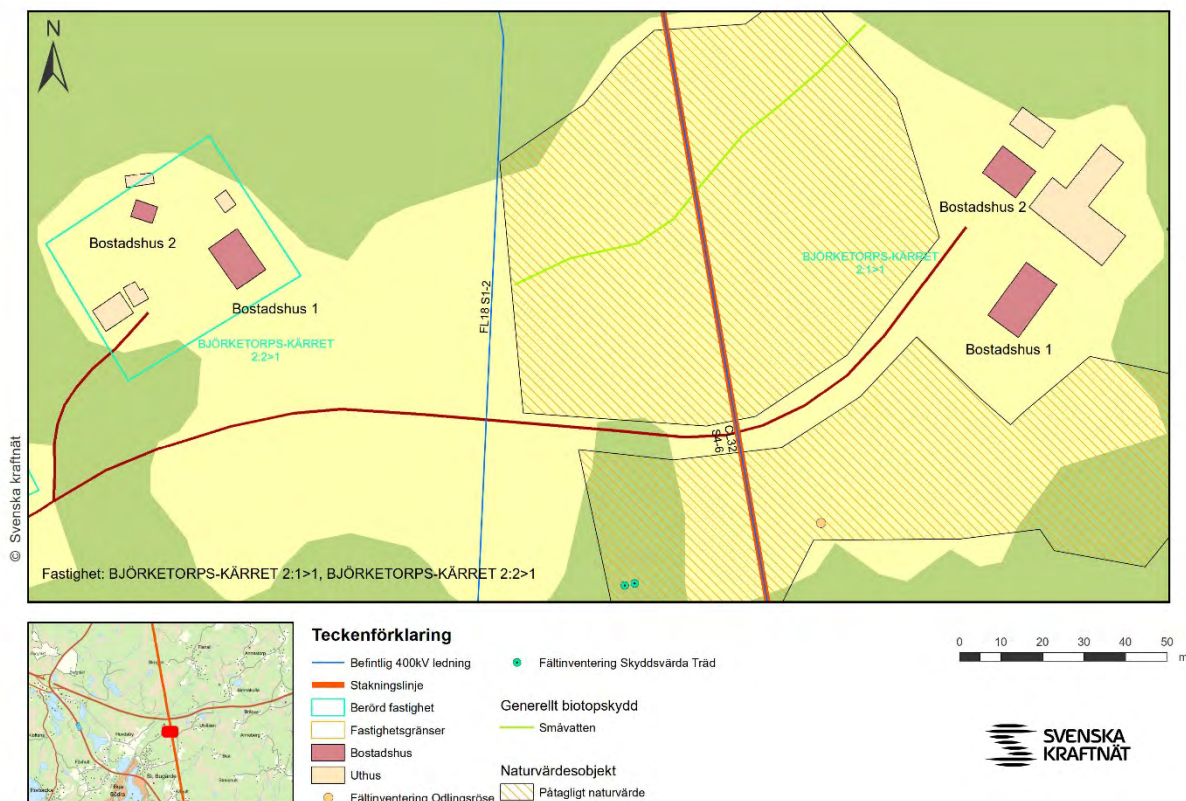 N
Bostadshus 2
Bostadshus 1
BJÖRKETORPS-KÄRRET
2:2>1
FL18 S1-2
CL32
S4-6
BJÖRKETORPS-KÄRRET
2:1>1
Bostadshus 2
Bostadshus 1
© Svenska kraftnät
Fastighet: BJÖRKETORPS-KÄRRET 2:1>1, BJÖRKETORPS-KÄRRET 2:2>1
Teckenförklaring
Befintlig 400kV ledning
Stakningslinje
Berörd fastighet
Fastighetsgränser
Bostadshus
Uthus
Fältinventering Odlingsröse
Fältinventering Skyddsvärda Träd
Generellt biotopskydd
Småvatten
Naturvärdesobjekt
Påtagligt naturvärde
0 10 20 30 40 50
m
SVENSKA
KRAFTNÄT